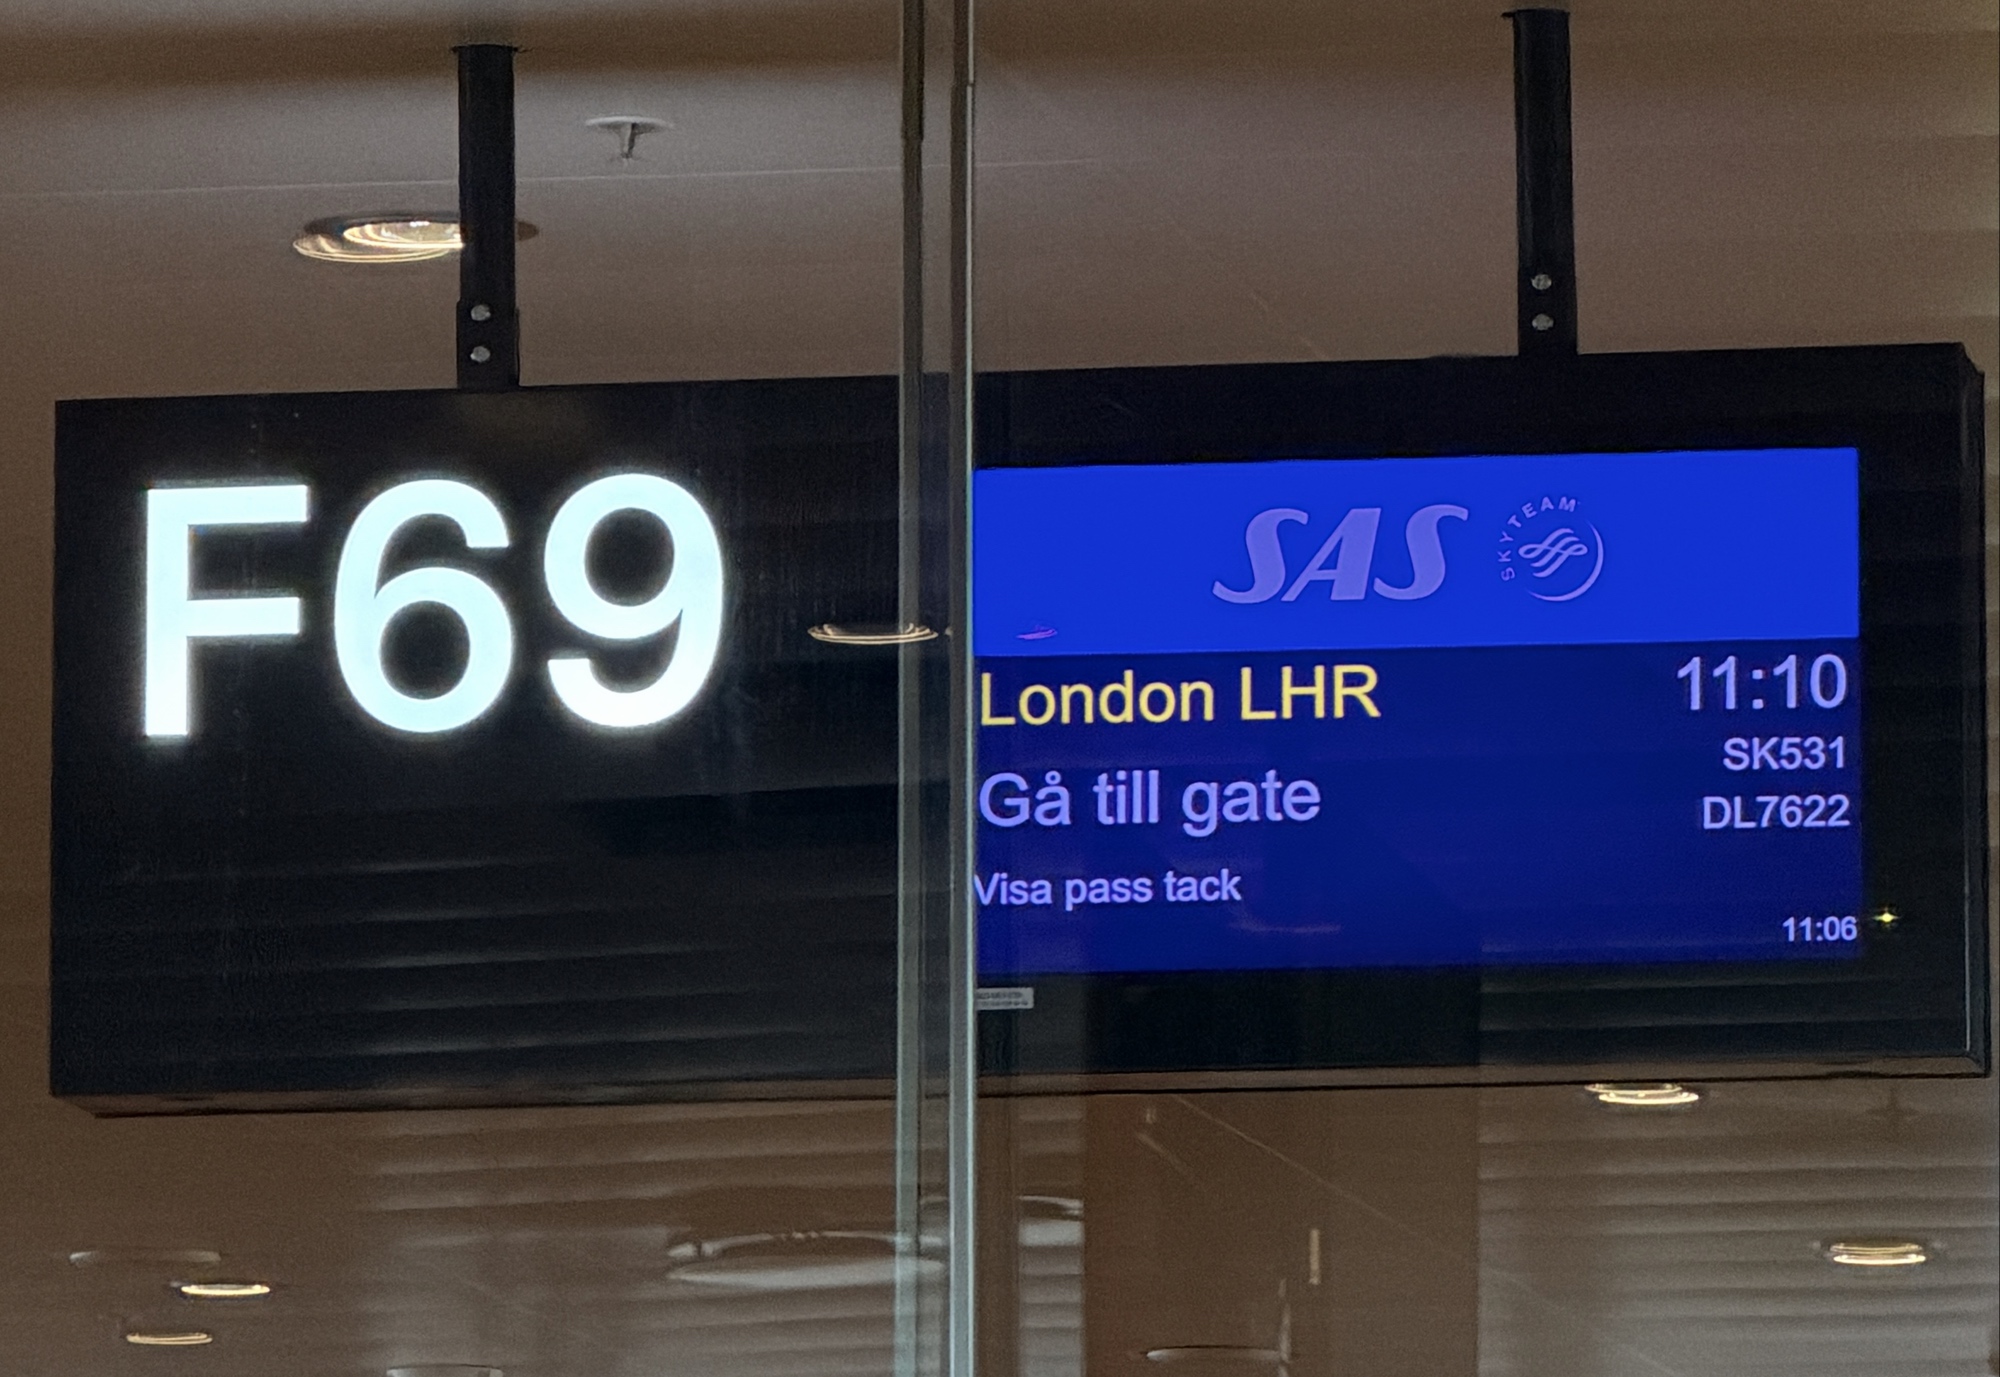 F69
SAS SKYTEAM
London LHR 11:10
SK531
Gå till gate
DL7622
Visa pass tack
11:06